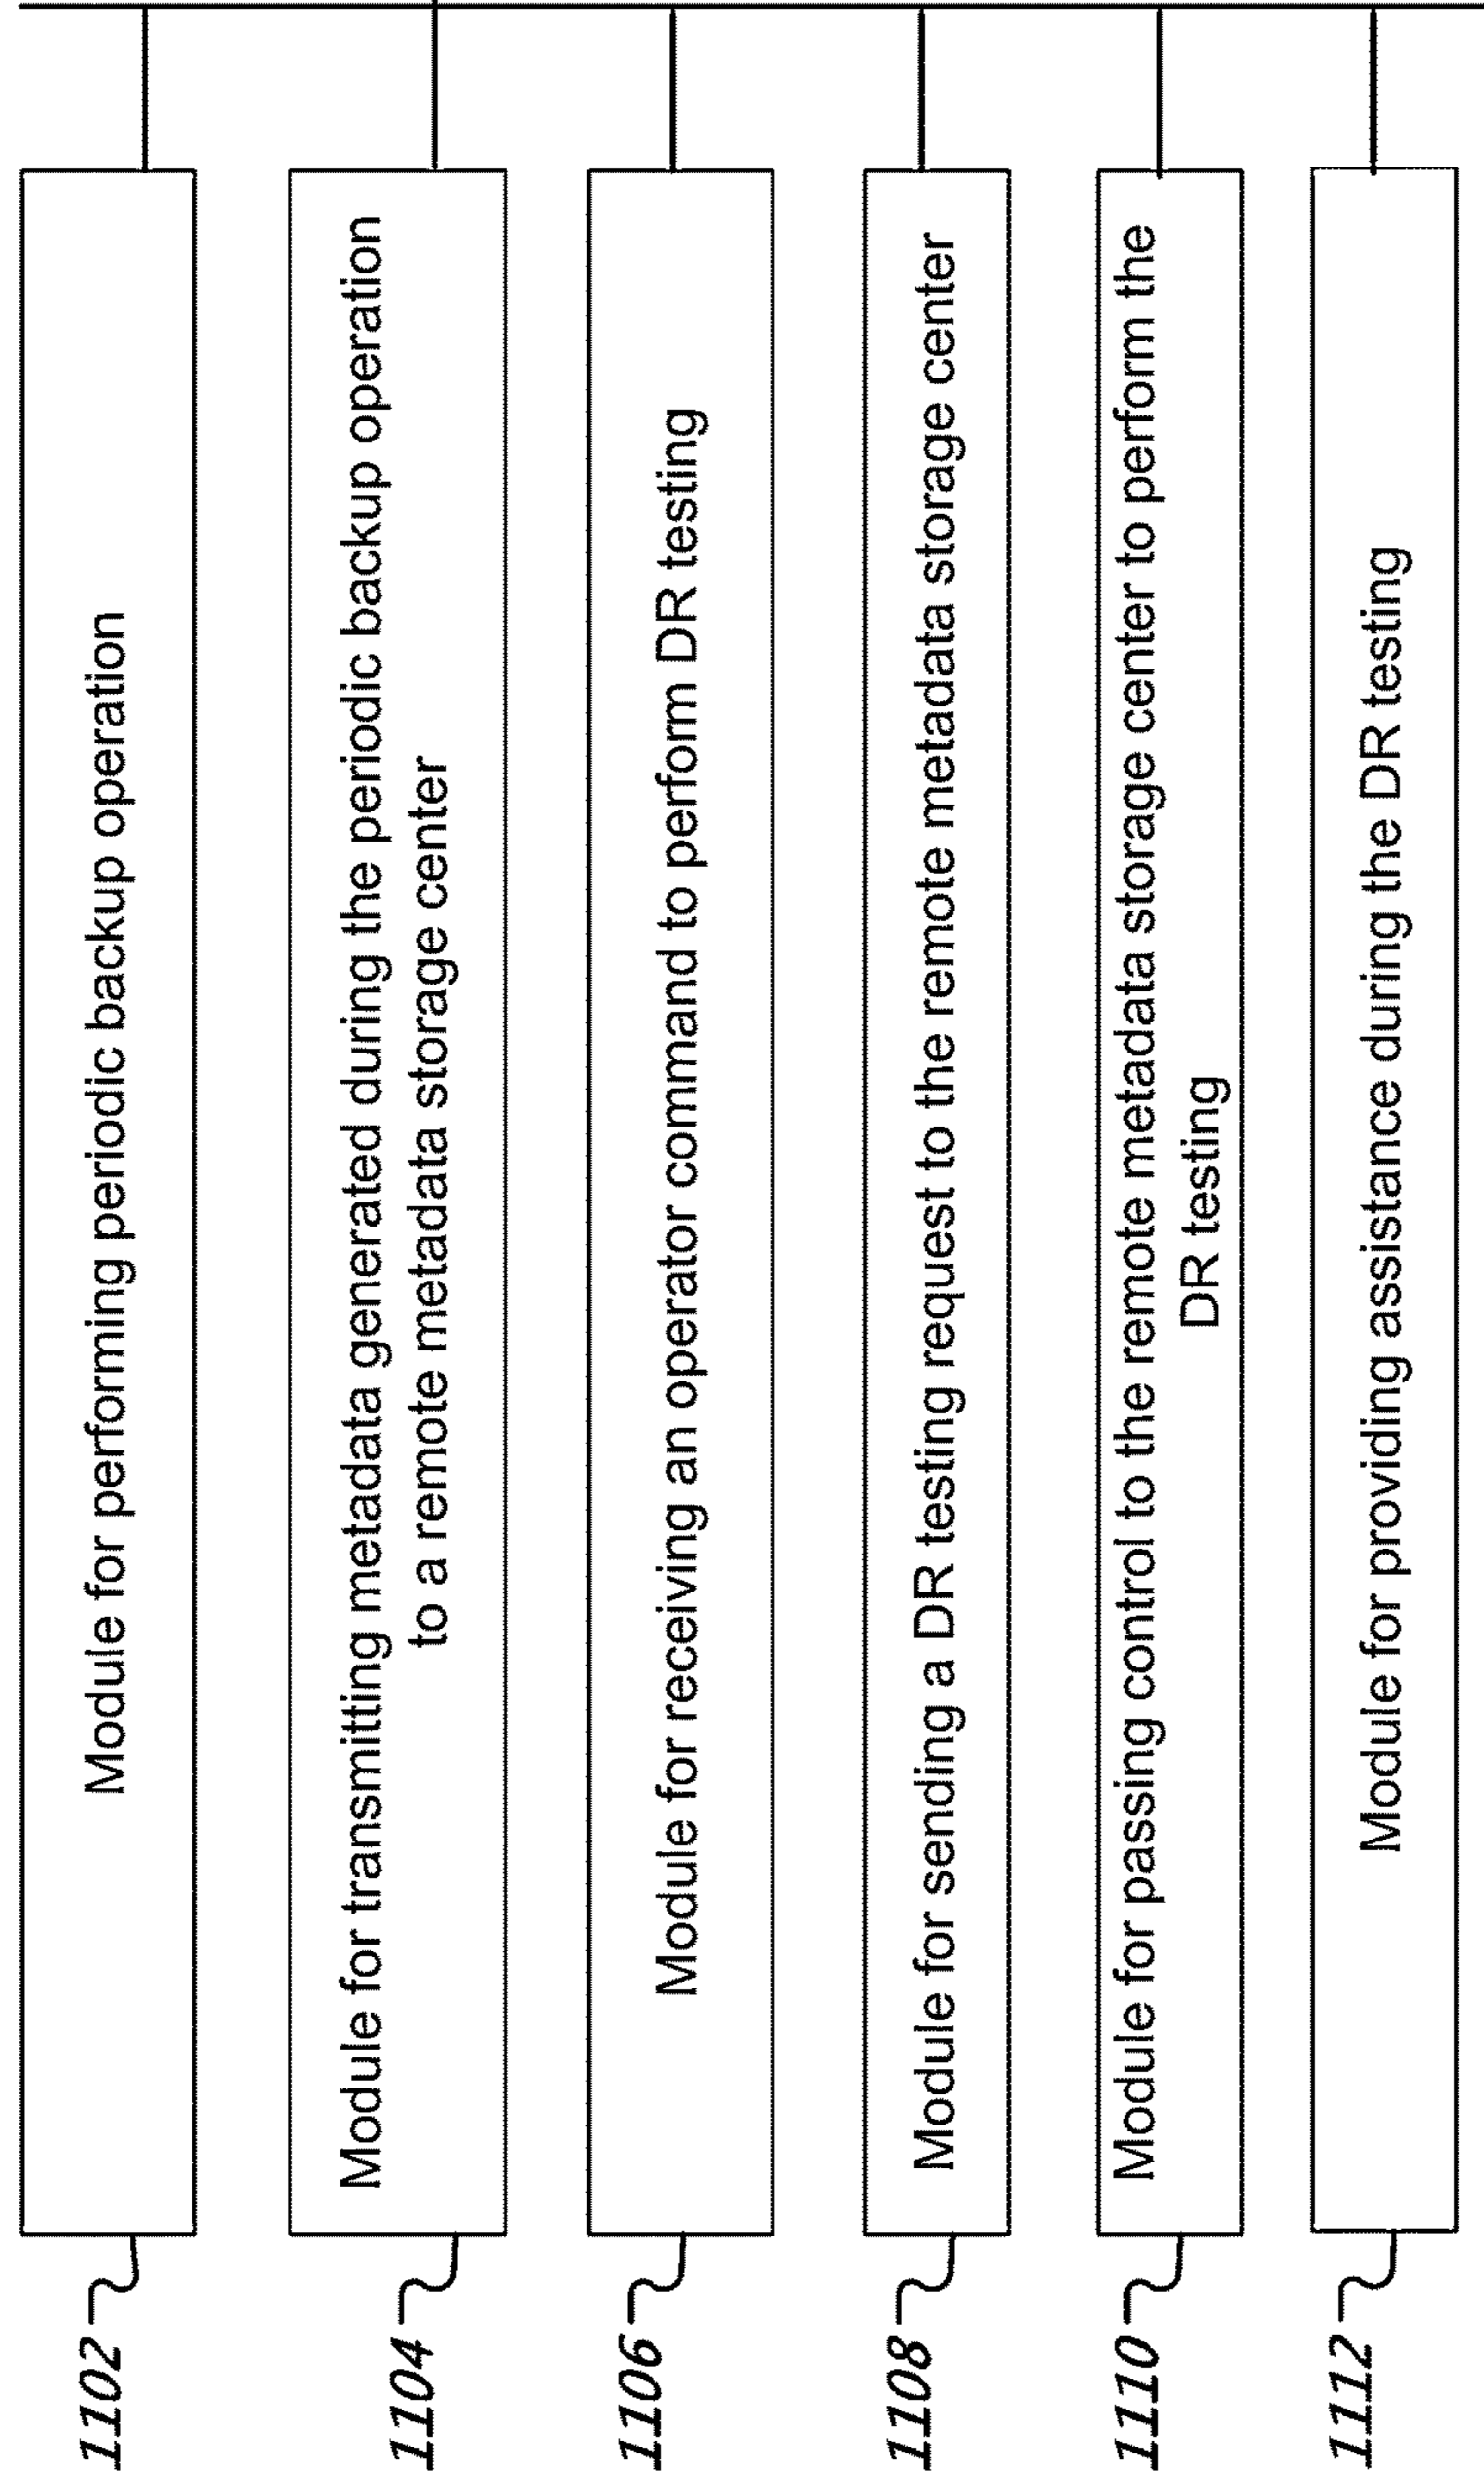 1102
Module for performing periodic backup operation
1104
Module for transmitting metadata generated during the periodic backup operation
to a remote metadata storage center
1106
Module for receiving an operator command to perform DR testing
1108
Module for sending a DR testing request to the remote metadata storage center
1110
Module for passing control to the remote metadata storage center to perform the
DR testing
1112
Module for providing assistance during the DR testing